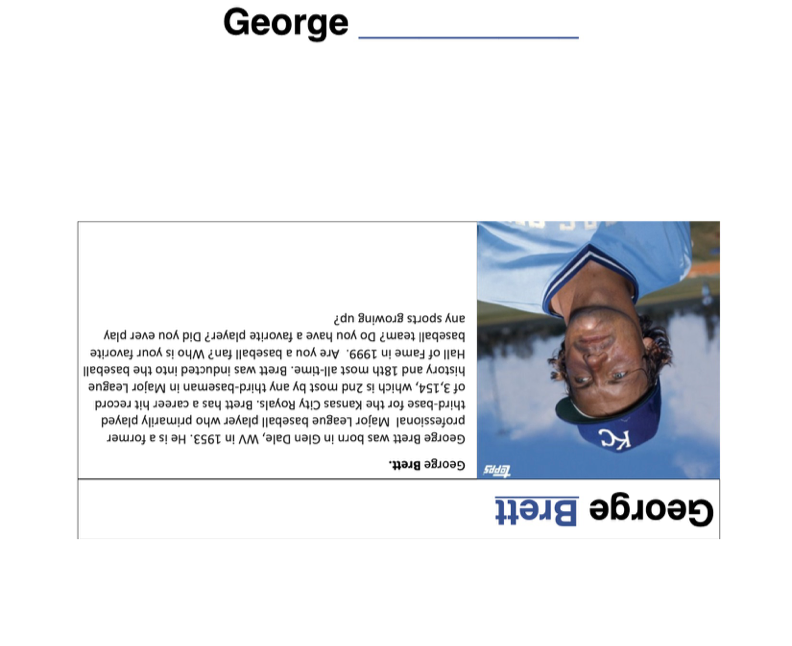 George ____________
George Brett
George Brett.
George Brett was born in Glen Dale, WV in 1953. He is a former
professional  Major League baseball player who primarily played
third-base for the Kansas City Royals. Brett has a career hit record
of 3,154, which is 2nd most by any third-baseman in Major League
history and 18th most all-time. Brett was inducted into the baseball
Hall of Fame in 1999.  Are you a baseball fan? Who is your favorite
baseball team? Do you have a favorite player? Did you ever play
any sports growing up?
Topps
KC